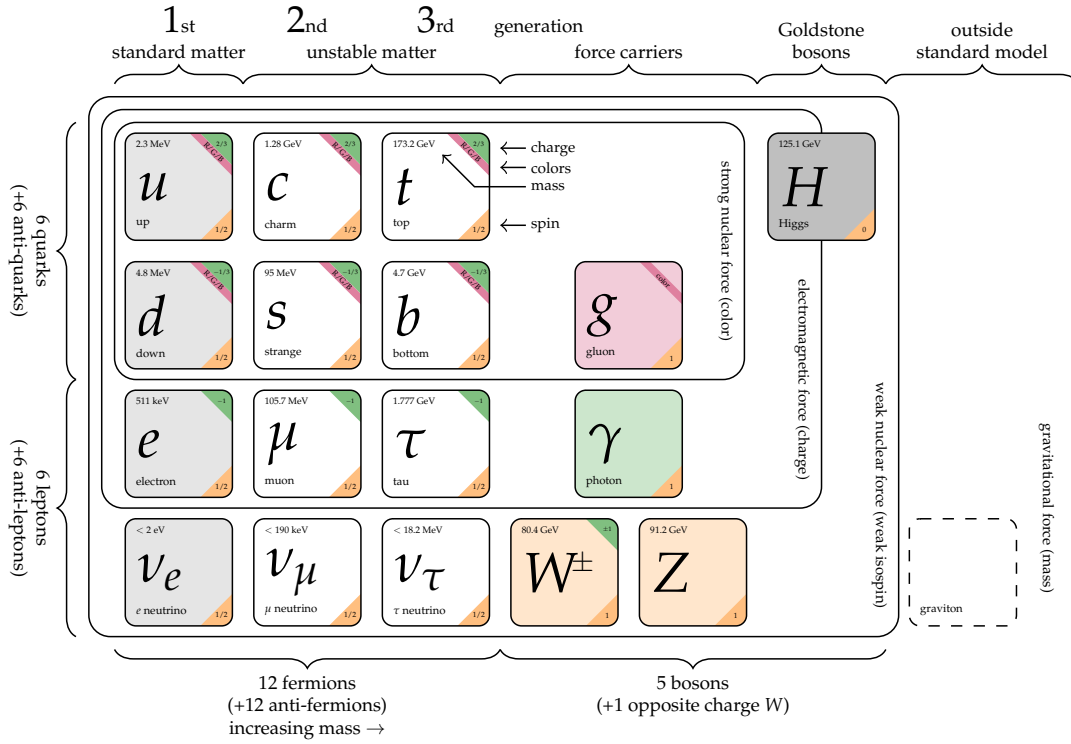 1st 2nd 3rd generation
standard matter unstable matter force carriers Goldstone bosons outside standard model
6 quarks
(+6 anti-quarks)
2.3 MeV 2/3 R/G/B
u
up 1/2
1.28 GeV 2/3 R/G/B
c
charm 1/2
173.2 GeV 2/3 R/G/B
t
top 1/2
charge
colors
mass
spin
strong nuclear force (color)
125.1 GeV
H
Higgs 0
4.8 MeV −1/3 R/G/B
d
down 1/2
95 MeV −1/3 R/G/B
s
strange 1/2
4.7 GeV −1/3 R/G/B
b
bottom 1/2
color
g
gluon 1
electromagnetic force (charge)
6 leptons
(+6 anti-leptons)
511 keV −1
e
electron 1/2
105.7 MeV −1
μ
muon 1/2
1.777 GeV −1
τ
tau 1/2
γ
photon 1
weak nuclear force (weak isospin)
gravitational force (mass)
< 2 eV
νe
e neutrino 1/2
< 190 keV
νμ
μ neutrino 1/2
< 18.2 MeV
ντ
τ neutrino 1/2
80.4 GeV ±1
W±
1
91.2 GeV
Z
1
graviton
12 fermions
(+12 anti-fermions)
increasing mass →
5 bosons
(+1 opposite charge W)